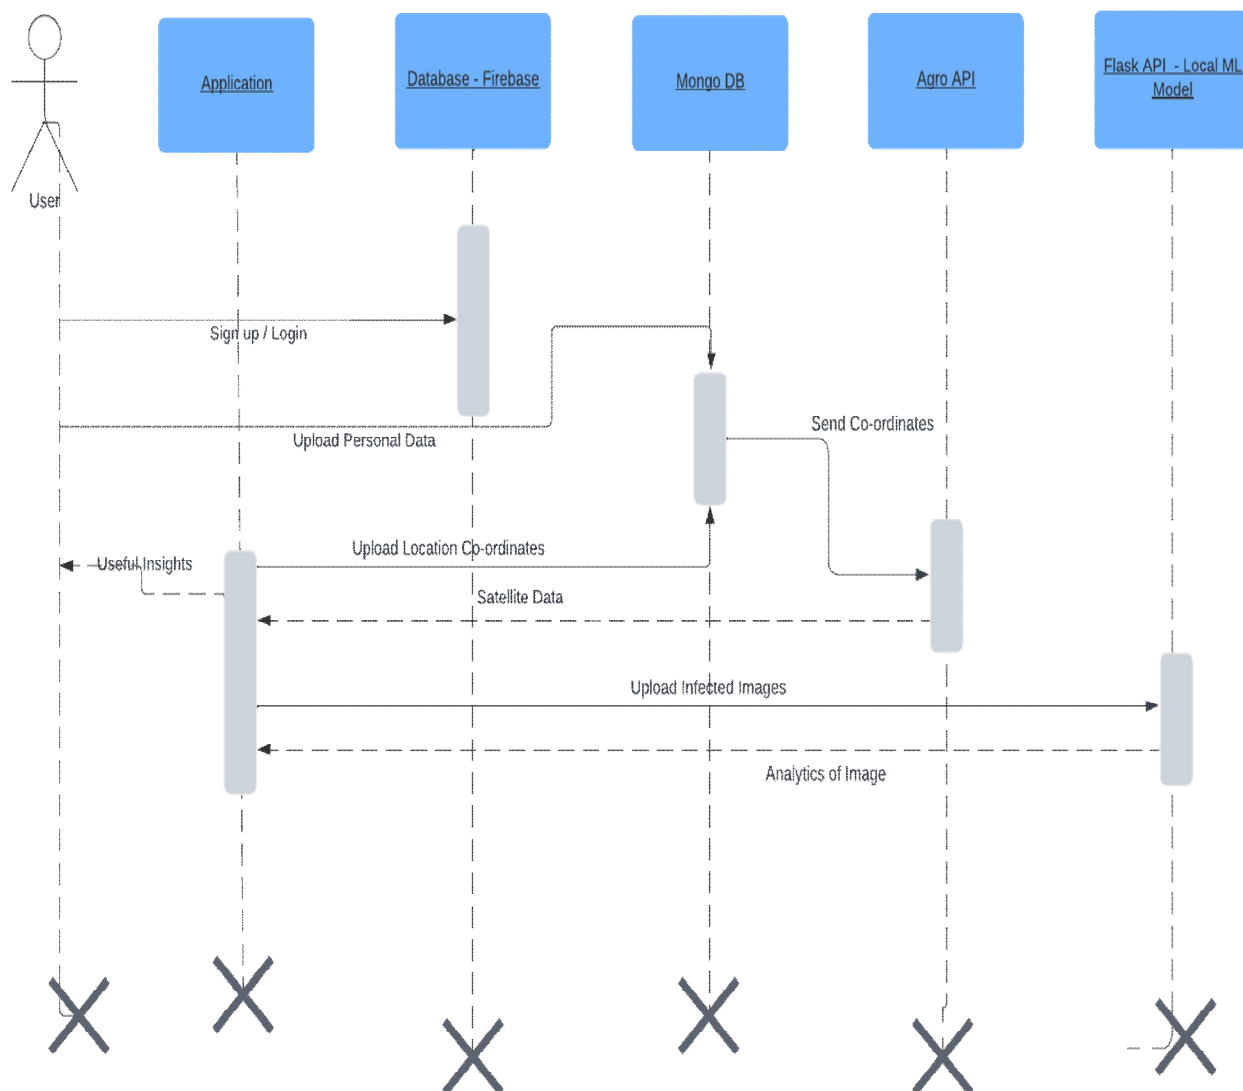 Application
Database - Firebase
Mongo DB
Agro API
Flask API  - Local ML
Model
User
Sign up / Login
Upload Personal Data
Send Co-ordinates
Upload Location Co-ordinates
Useful Insights
Satellite Data
Upload Infected Images
Analytics of Image